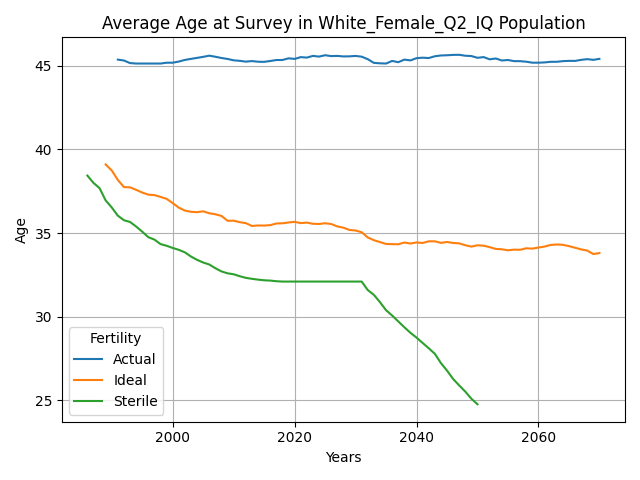 Average Age at Survey in White_Female_Q2_IQ Population
45
40
35
30
25
Age
Fertility
Actual
Ideal
Sterile
2000 2020 2040 2060
Years